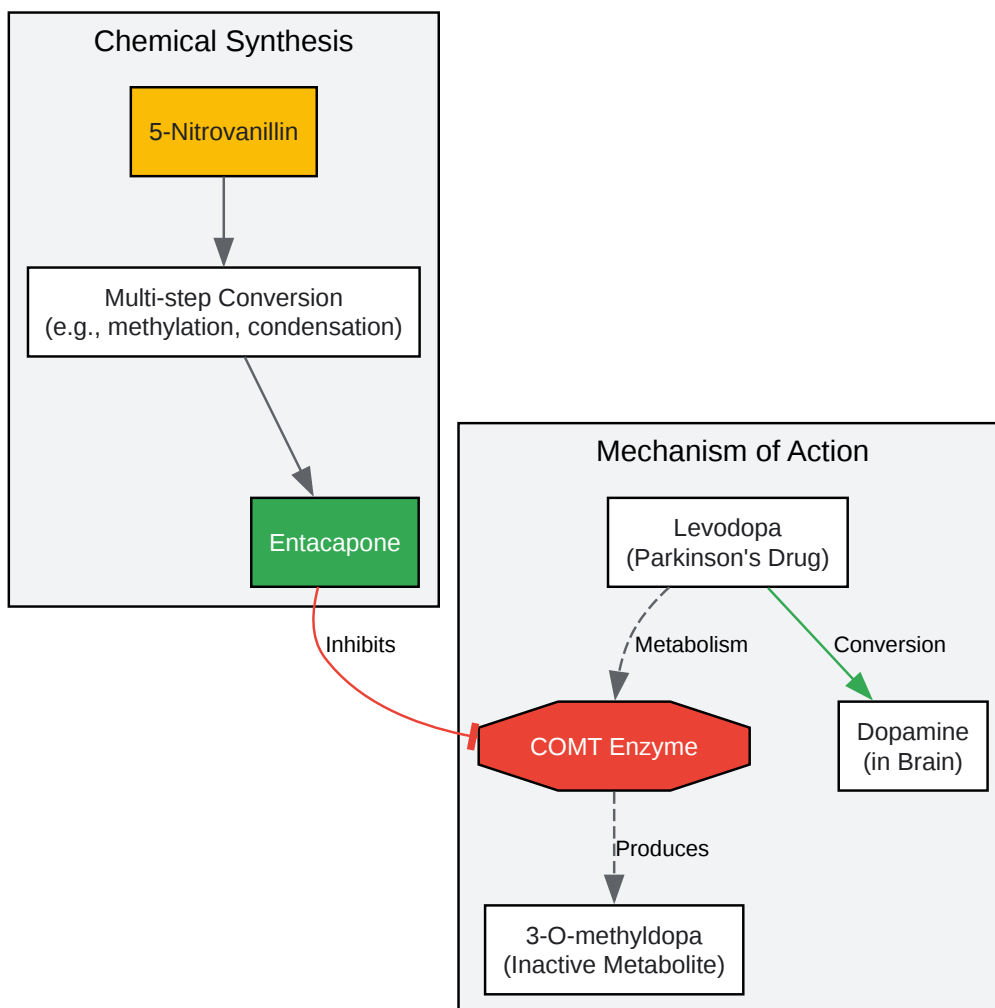 Chemical Synthesis
5-Nitrovanillin
Multi-step Conversion
(e.g., methylation, condensation)
Entacapone
Inhibits
Mechanism of Action
Levodopa
(Parkinson's Drug)
Metabolism
Conversion
COMT Enzyme
Dopamine
(in Brain)
Produces
3-O-methyldopa
(Inactive Metabolite)